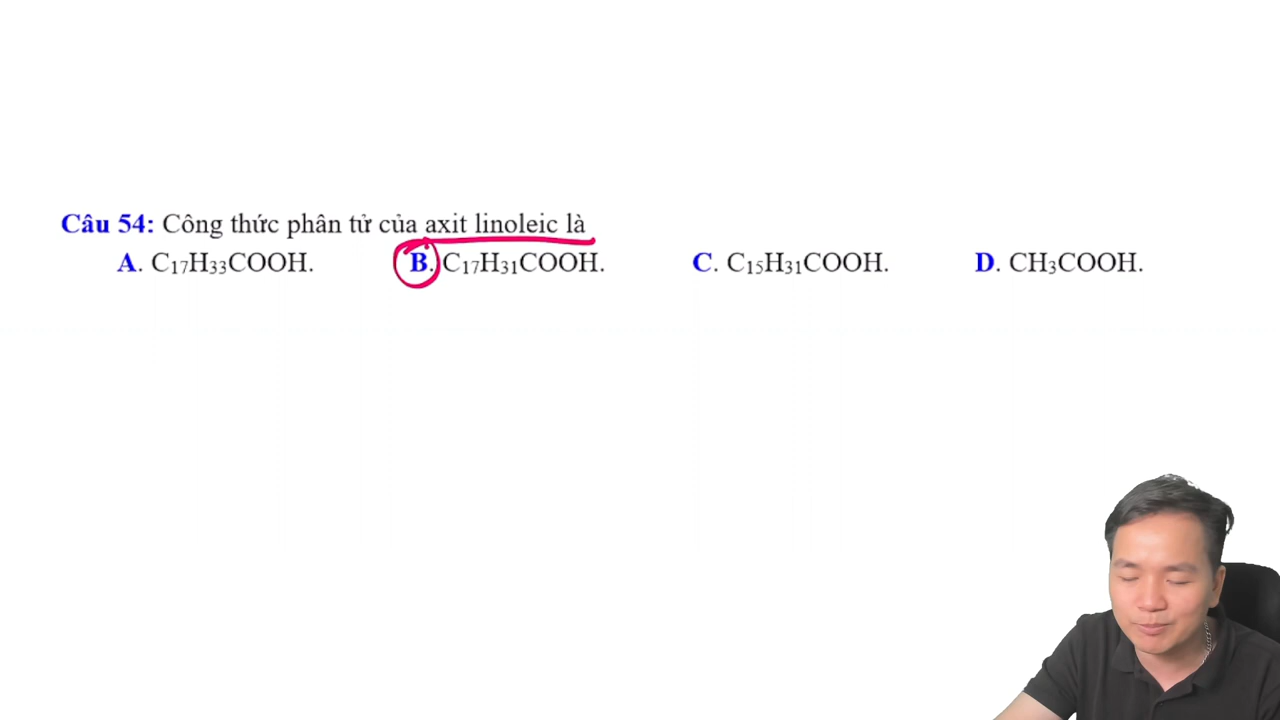 Câu 54: Công thức phân tử của axit linoleic là
A. C₁₇H₃₃COOH. B. C₁₇H₃₁COOH. C. C₁₅H₃₁COOH. D. CH₃COOH.